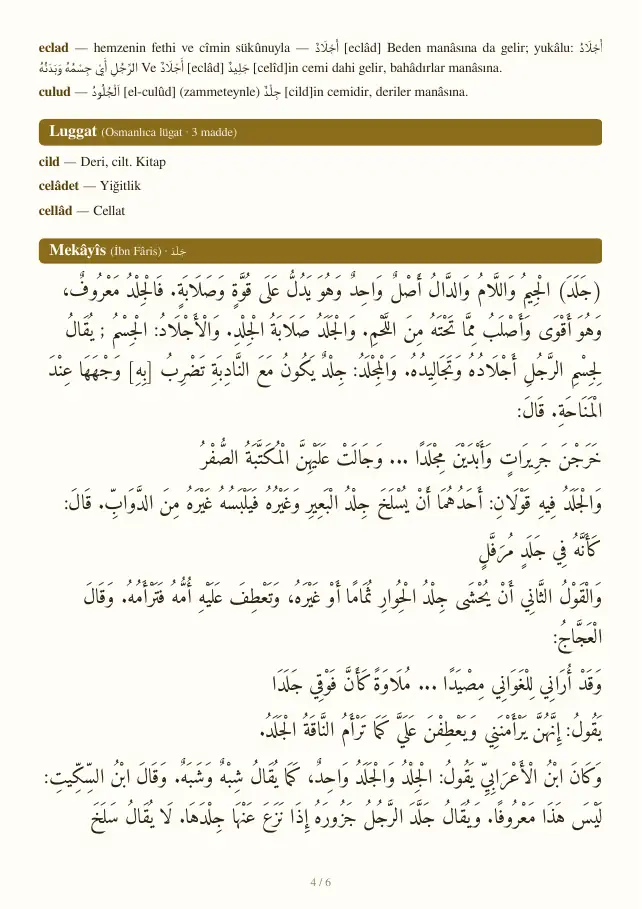 eclad — hemzenin fethi ve cîmin sükûnuyla — أَجْلَادٌ [eclâd] Beden manâsına da gelir; yukâlu: أَجْلَادُ
الرَّجُلِ أَيْ جِسْمُهُ وَبَدَنُهُ Ve أَجْلَادٌ [eclâd] جَلِيدٌ [celîd]in cemi dahi gelir, bahâdırlar manâsına.
culud — اَلْجُلُودُ [el-culûd] (zammeteynle) جِلْدٌ [cild]in cemidir, deriler manâsına.
Luggat (Osmanlıca lügat · 3 madde)
cild — Deri, cilt. Kitap
celâdet — Yiğitlik
cellâd — Cellat
Mekâyîs (İbn Fâris) · جَلَدَ
(جَلَدَ) الْجِيمُ وَاللَّامُ وَالدَّالُ أَصْلٌ وَاحِدٌ وَهُوَ يَدُلُّ عَلَى قُوَّةٍ وَصَلَابَةٍ. فَالْجِلْدُ مَعْرُوفٌ،
وَهُوَ أَقْوَى وَأَصْلَبُ مِمَّا تَحْتَهُ مِنَ اللَّحْمِ. وَالْجَلَدُ صَلَابَةُ الْجِلْدِ. وَالْأَجْلَادُ: الْجِسْمُ ; يُقَالُ
لِجِسْمِ الرَّجُلِ أَجْلَادُهُ وَتَجَالِيدُهُ. وَالْمِجْلَدُ: جِلْدٌ يَكُونُ مَعَ النَّادِبَةِ تَضْرِبُ [بِهِ] وَجْهَهَا عِنْدَ
الْمَنَاحَةِ. قَالَ:
خَرَجْنَ جَرِيرَاتٍ وَأَبْدَيْنَ مِجْلَدًا ... وَجَالَتْ عَلَيْهِنَّ الْمُكَتَّبَةُ الصُّفْرُ
وَالْجَلَدُ فِيهِ قَوْلَانِ: أَحَدُهُمَا أَنْ يُسْلَخَ جِلْدُ الْبَعِيرِ وَغَيْرُهُ فَيَلْبَسُهُ غَيْرَهُ مِنَ الدَّوَابِّ. قَالَ:
كَأَنَّهُ فِي جَلَدٍ مُرَفَّلٍ
وَالْقَوْلُ الثَّانِي أَنْ يُحْشَى جِلْدُ الْحُوارِ ثُمَامًا أَوْ غَيْرَهُ، وَتَعْطِفَ عَلَيْهِ أُمُّهُ فَتَرْأَمُهُ. وَقَالَ
الْعَجَّاجُ:
وَقَدْ أُرَانِي لِلْغَوَانِي مِصْيَدًا ... مُلَاوَةً كَأَنَّ فَوْقِي جَلَدَا
يَقُولُ: إِنَّهُنَّ يَرْأَمْنَنِي وَيَعْطِفْنَ عَلَيَّ كَمَا تَرْأَمُ النَّاقَةُ الْجَلَدُ.
وَكَانَ ابْنُ الْأَعْرَابِيِّ يَقُولُ: الْجِلْدُ وَالْجَلَدُ وَاحِدٌ، كَمَا يُقَالُ شِبْهٌ وَشَبَهٌ. وَقَالَ ابْنُ السِّكِّيتِ:
لَيْسَ هَذَا مَعْرُوفًا. وَيُقَالُ جَلَّدَ الرَّجُلُ جَزُورَهُ إِذَا نَزَعَ عَنْهَا جِلْدَهَا. لَا يُقَالُ سَلَخَ
4 / 6